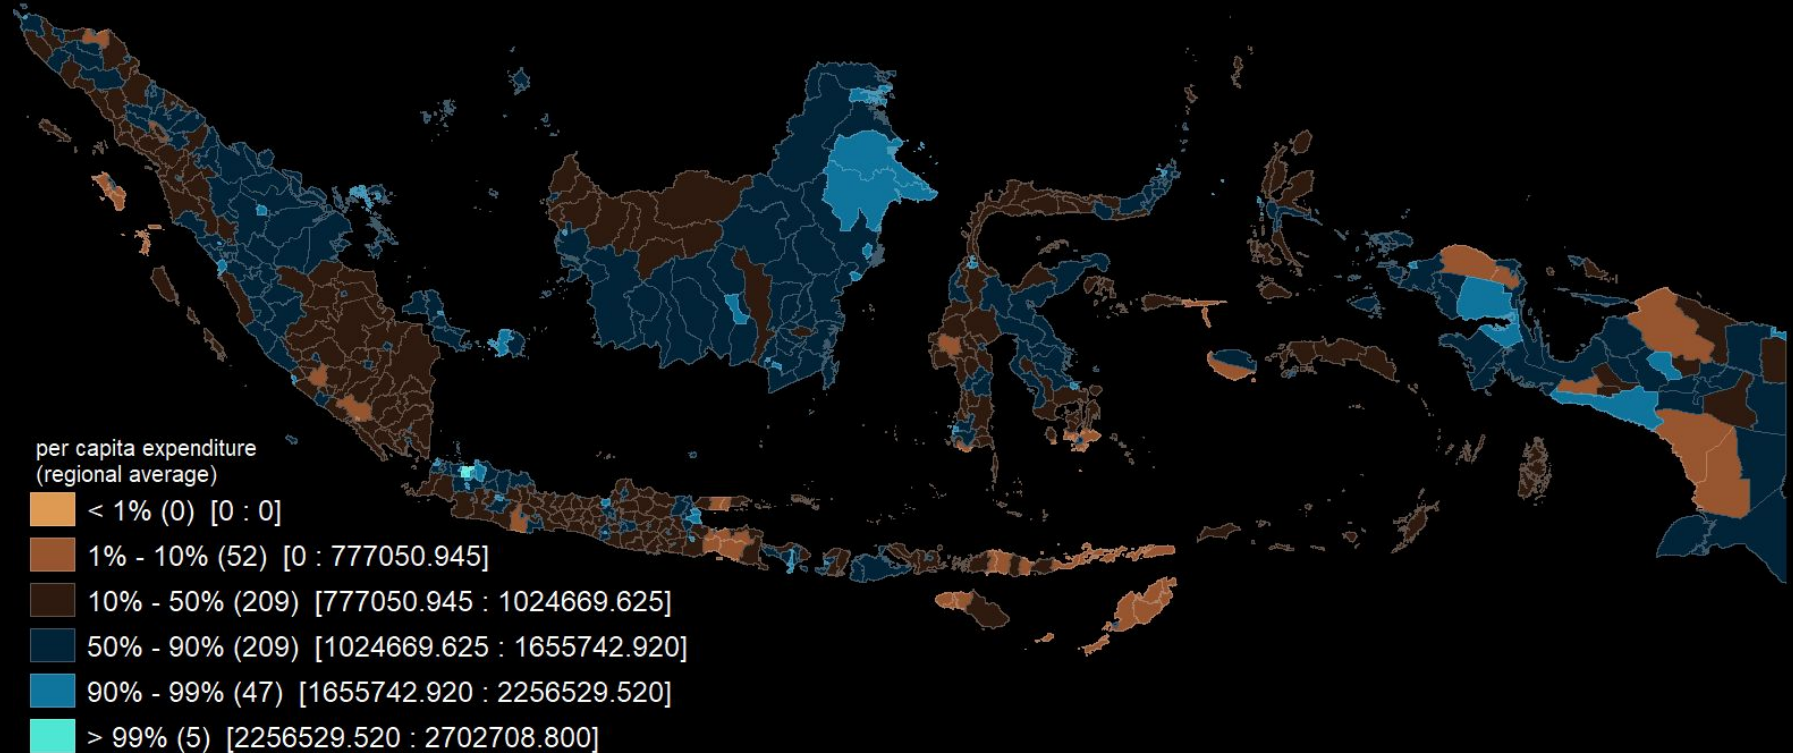 per capita expenditure
(regional average)
< 1% (0) [0 : 0]
1% - 10% (52) [0 : 777050.945]
10% - 50% (209) [777050.945 : 1024669.625]
50% - 90% (209) [1024669.625 : 1655742.920]
90% - 99% (47) [1655742.920 : 2256529.520]
> 99% (5) [2256529.520 : 2702708.800]